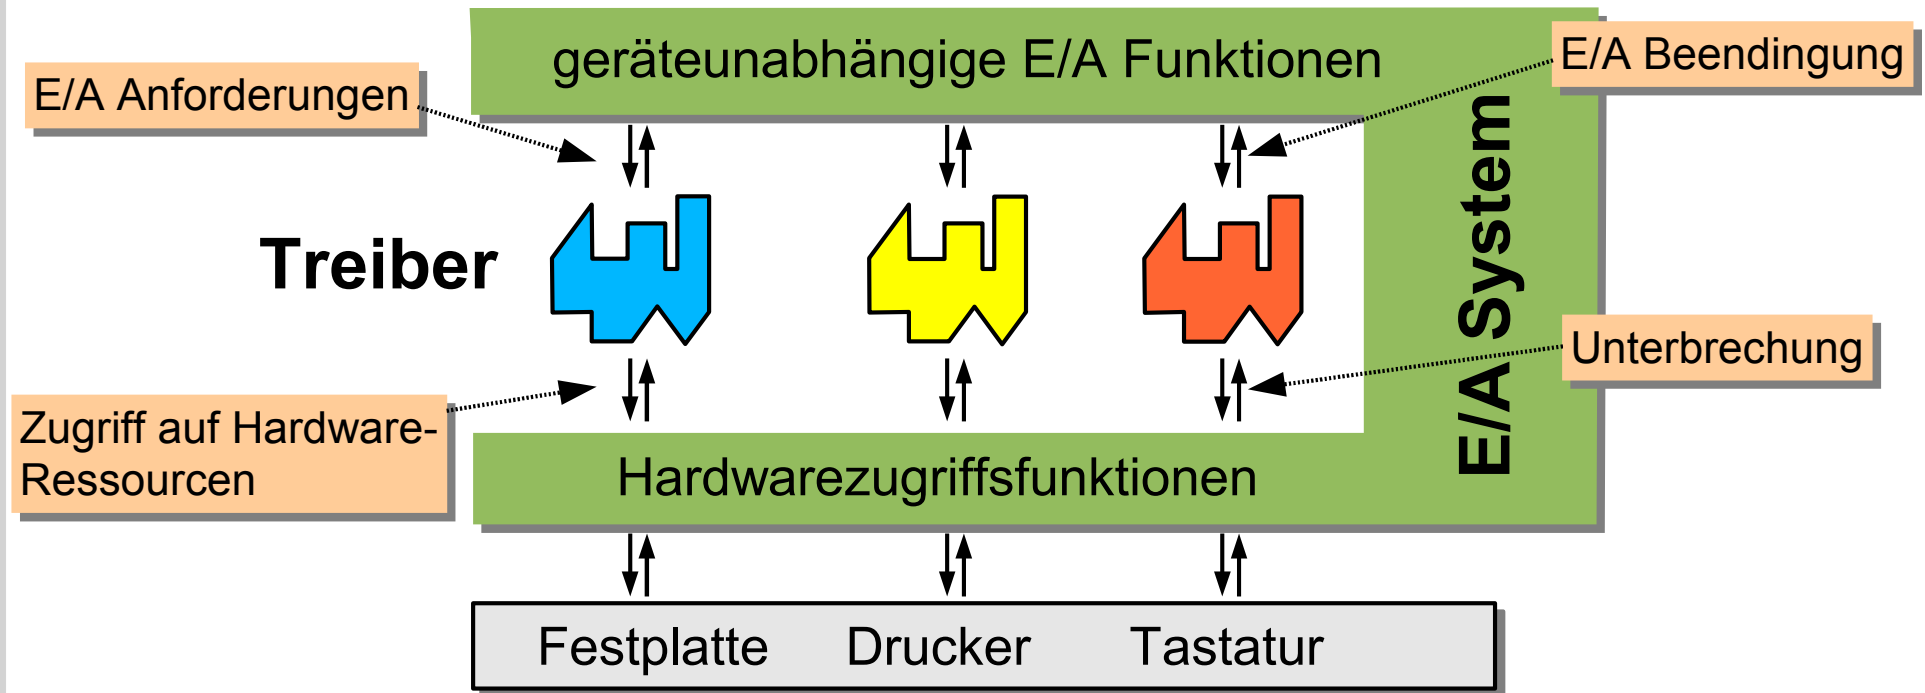 geräteunabhängige E/A Funktionen
E/A Beendingung
E/A Anforderungen
Treiber
E/A System
Unterbrechung
Zugriff auf Hardware-
Ressourcen
Hardwarezugriffsfunktionen
Festplatte Drucker Tastatur